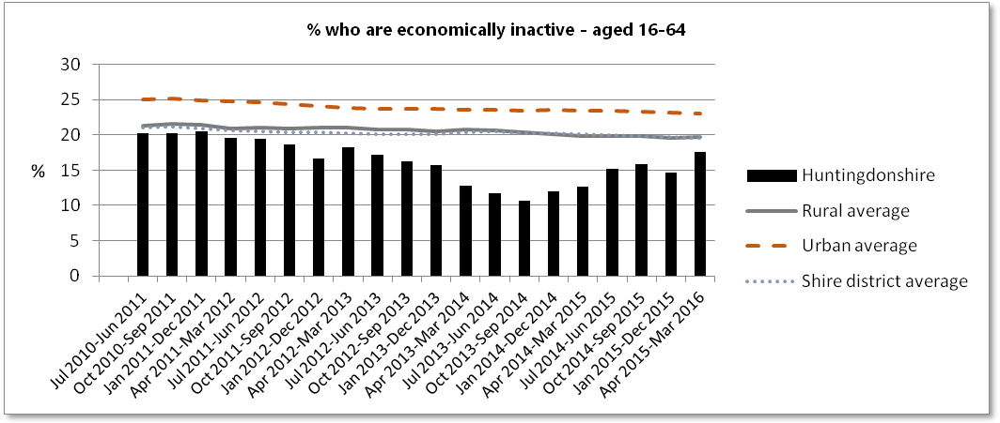 % who are economically inactive - aged 16-64
30
25
20
15
10
5
0
%
Jul 2010-Jun 2011
Oct 2010-Sep 2011
Jan 2011-Dec 2011
Apr 2011-Mar 2012
Jul 2011-Jun 2012
Oct 2011-Sep 2012
Jan 2012-Dec 2012
Apr 2012-Mar 2013
Jul 2012-Jun 2013
Oct 2012-Sep 2013
Jan 2013-Dec 2013
Apr 2013-Mar 2014
Jul 2013-Jun 2014
Oct 2013-Sep 2014
Jan 2014-Dec 2014
Apr 2014-Mar 2015
Jul 2014-Jun 2015
Oct 2014-Sep 2015
Jan 2015-Dec 2015
Apr 2015-Mar 2016
Huntingdonshire
Rural average
Urban average
Shire district average